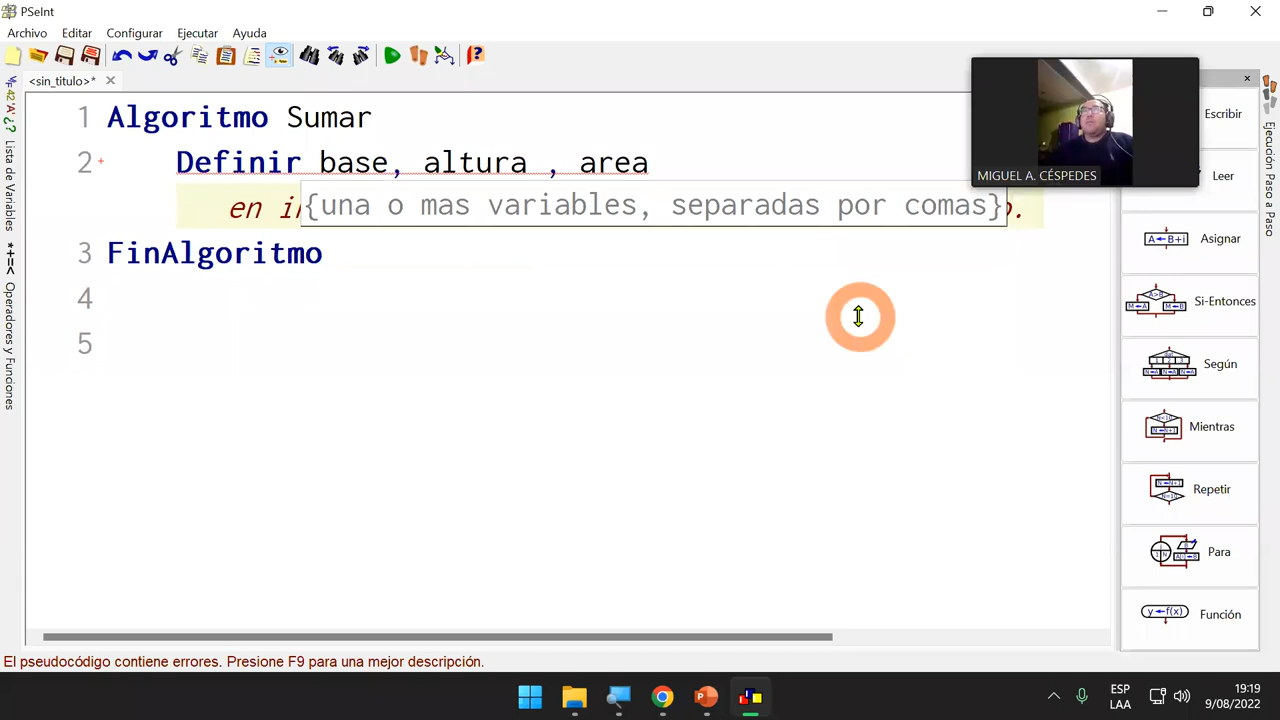 PSeInt
Archivo Editar Configurar Ejecutar Ayuda
<sin_titulo>*
1 Algoritmo Sumar
2 Definir base, altura , area
en i
{una o mas variables, separadas por comas}
3 FinAlgoritmo
4
5
MIGUEL A. CÉSPEDES
Lista de Variables
Operadores y Funciones
Escribir
Leer
Asignar
A←B+i
Si-Entonces
Según
Mientras
Repetir
Para
Función
y←f(x)
Ejecución Paso a Paso
El pseudocódigo contiene errores. Presione F9 para una mejor descripción.
ESP
LAA
19:19
9/08/2022